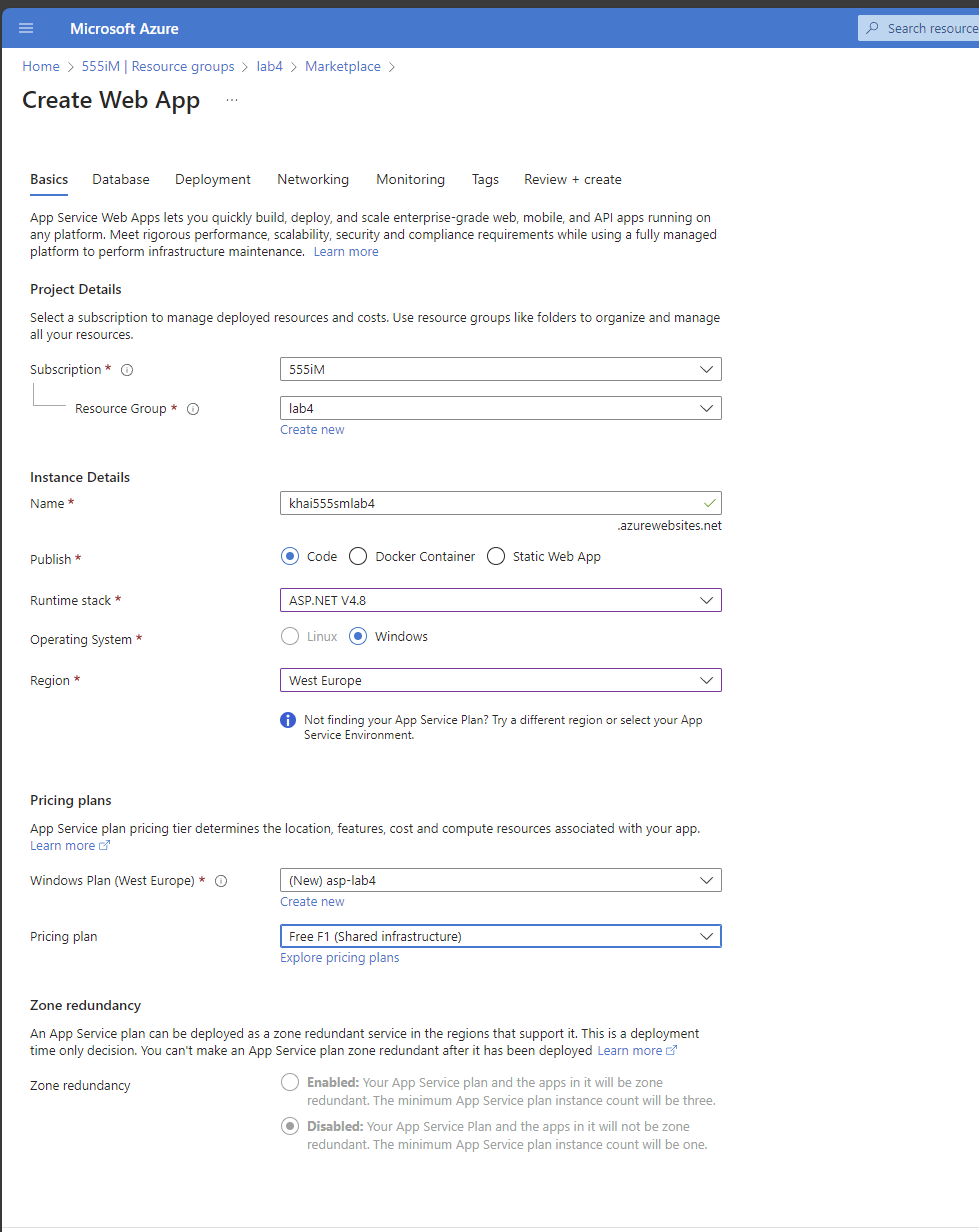 Microsoft Azure
Search resource
Home > 555iM | Resource groups > lab4 > Marketplace >
Create Web App ...
Basics Database Deployment Networking Monitoring Tags Review + create
App Service Web Apps lets you quickly build, deploy, and scale enterprise-grade web, mobile, and API apps running on
any platform. Meet rigorous performance, scalability, security and compliance requirements while using a fully managed
platform to perform infrastructure maintenance. Learn more
Project Details
Select a subscription to manage deployed resources and costs. Use resource groups like folders to organize and manage
all your resources.
Subscription * 555iM
Resource Group * lab4
Create new
Instance Details
Name * khai555smlab4
.azurewebsites.net
Publish * Code Docker Container Static Web App
Runtime stack * ASP.NET V4.8
Operating System * Linux Windows
Region * West Europe
Not finding your App Service Plan? Try a different region or select your App
Service Environment.
Pricing plans
App Service plan pricing tier determines the location, features, cost and compute resources associated with your app.
Learn more
Windows Plan (West Europe) * (New) asp-lab4
Create new
Pricing plan Free F1 (Shared infrastructure)
Explore pricing plans
Zone redundancy
An App Service plan can be deployed as a zone redundant service in the regions that support it. This is a deployment
time only decision. You can't make an App Service plan zone redundant after it has been deployed Learn more
Zone redundancy Enabled: Your App Service plan and the apps in it will be zone
redundant. The minimum App Service plan instance count will be three.
Disabled: Your App Service Plan and the apps in it will not be zone
redundant. The minimum App Service plan instance count will be one.